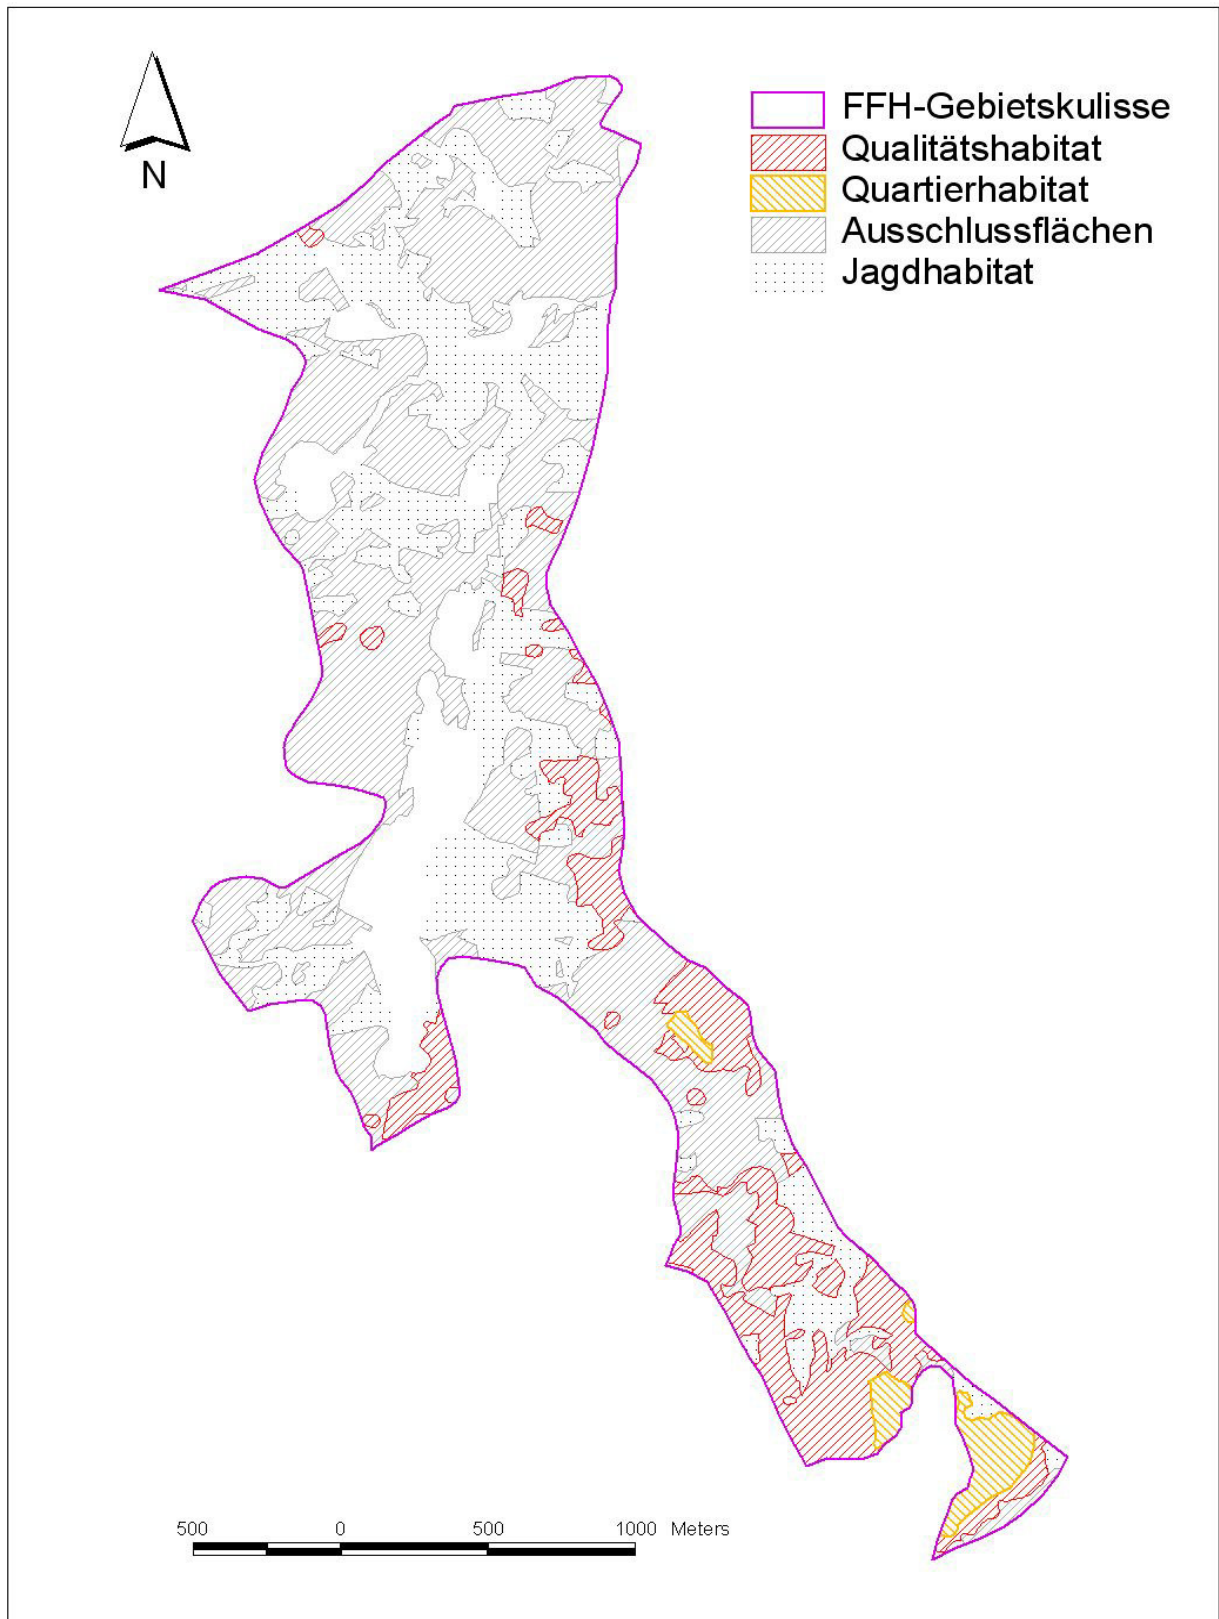 N
FFH-Gebietskulisse
Qualitätshabitat
Quartierhabitat
Ausschlussflächen
Jagdhabitat
500 0 500 1000 Meters